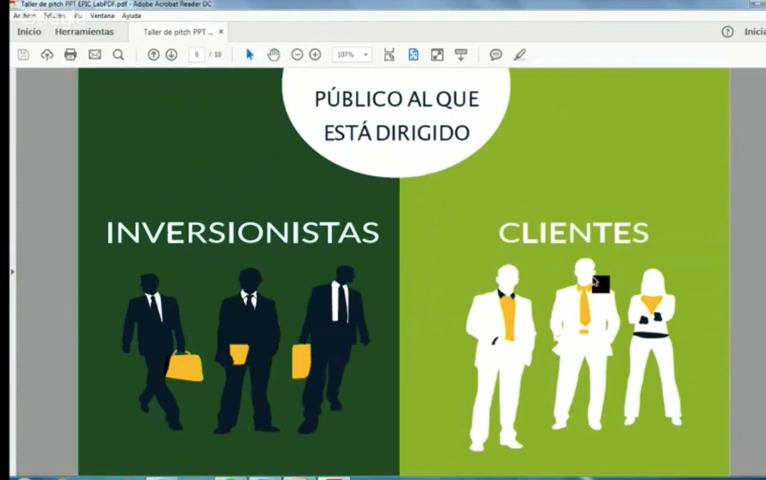 Taller de pitch PPT EPIC LabPDF.pdf - Adobe Acrobat Reader DC
Ventana Ayuda
Inicio Herramientas Taller de pitch PPT ... ×
6 / 18 197%
PÚBLICO AL QUE
ESTÁ DIRIGIDO
INVERSIONISTAS
CLIENTES